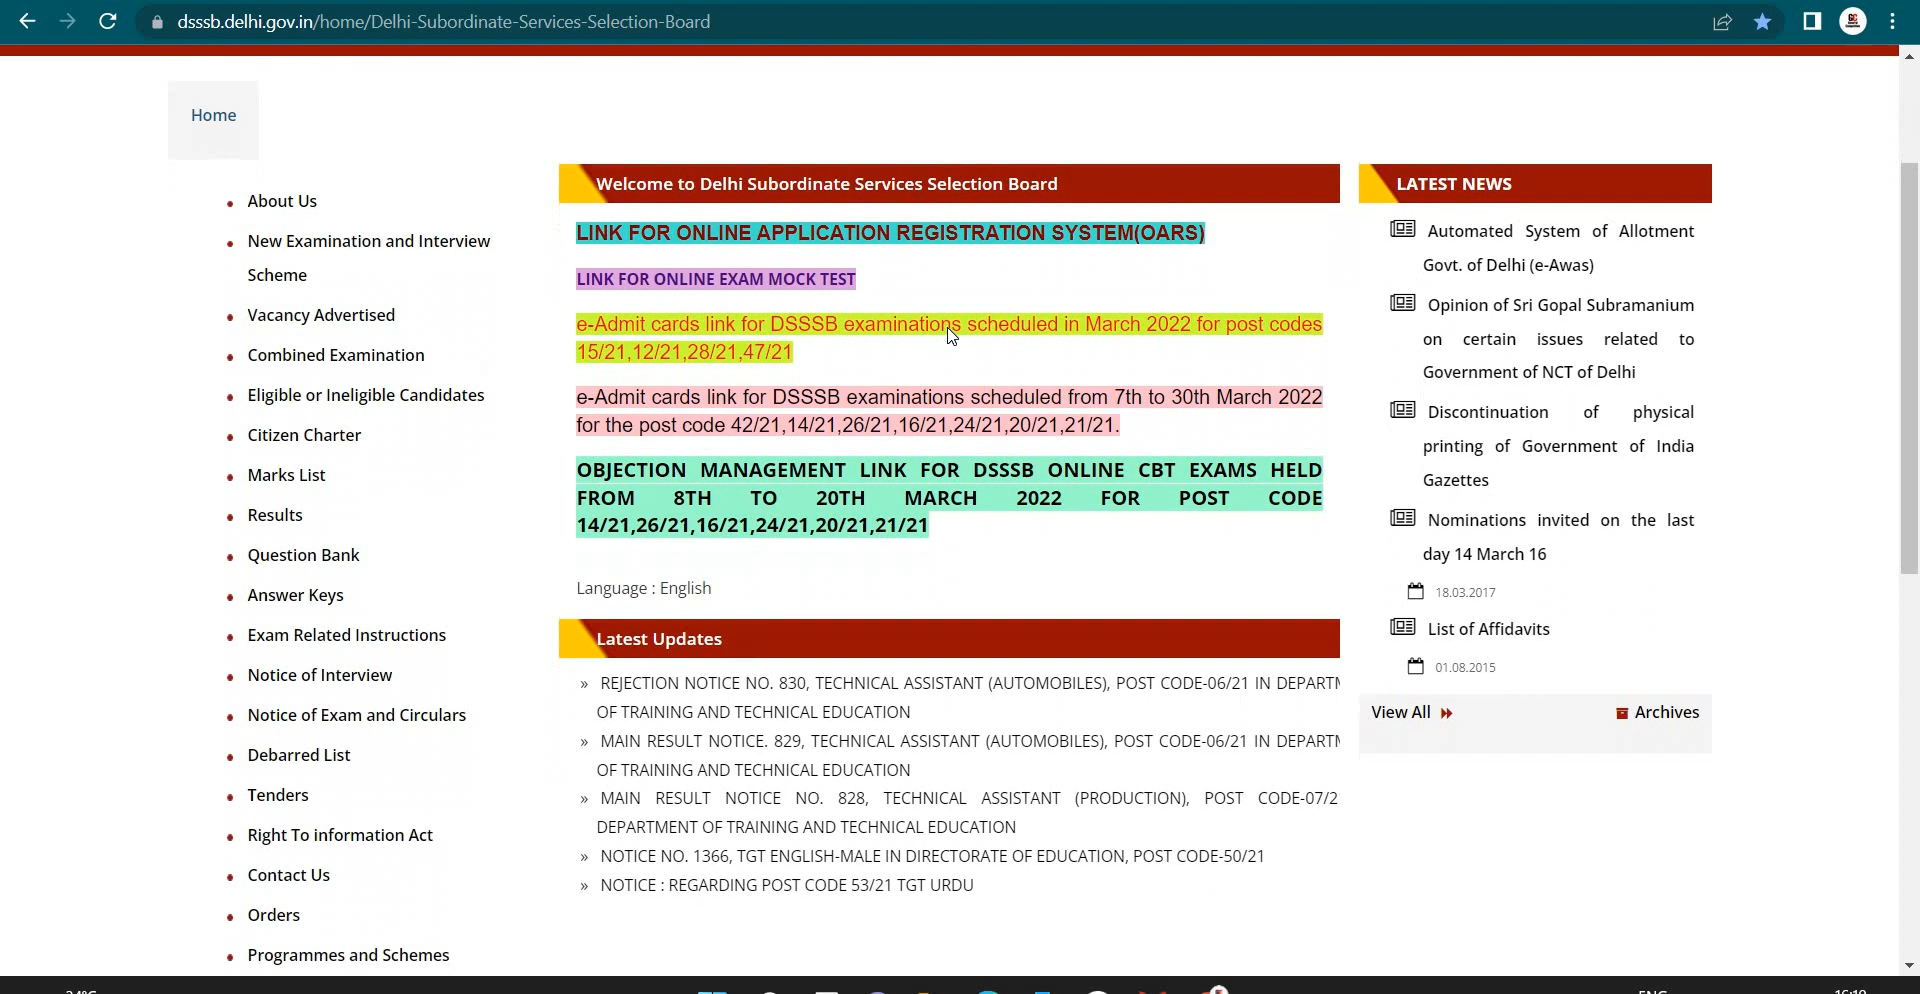 dsssb.delhi.gov.in/home/Delhi-Subordinate-Services-Selection-Board
Home
About Us
New Examination and Interview
Scheme
Vacancy Advertised
Combined Examination
Eligible or Ineligible Candidates
Citizen Charter
Marks List
Results
Question Bank
Answer Keys
Exam Related Instructions
Notice of Interview
Notice of Exam and Circulars
Debarred List
Tenders
Right To information Act
Contact Us
Orders
Programmes and Schemes
Welcome to Delhi Subordinate Services Selection Board
LINK FOR ONLINE APPLICATION REGISTRATION SYSTEM(OARS)
LINK FOR ONLINE EXAM MOCK TEST
e-Admit cards link for DSSSB examinations scheduled in March 2022 for post codes
15/21,12/21,28/21,47/21
e-Admit cards link for DSSSB examinations scheduled from 7th to 30th March 2022
for the post code 42/21,14/21,26/21,16/21,24/21,20/21,21/21.
OBJECTION MANAGEMENT LINK FOR DSSSB ONLINE CBT EXAMS HELD
FROM 8TH TO 20TH MARCH 2022 FOR POST CODE
14/21,26/21,16/21,24/21,20/21,21/21
Language : English
Latest Updates
» REJECTION NOTICE NO. 830, TECHNICAL ASSISTANT (AUTOMOBILES), POST CODE-06/21 IN DEPARTM
OF TRAINING AND TECHNICAL EDUCATION
» MAIN RESULT NOTICE. 829, TECHNICAL ASSISTANT (AUTOMOBILES), POST CODE-06/21 IN DEPARTM
OF TRAINING AND TECHNICAL EDUCATION
» MAIN RESULT NOTICE NO. 828, TECHNICAL ASSISTANT (PRODUCTION), POST CODE-07/2
DEPARTMENT OF TRAINING AND TECHNICAL EDUCATION
» NOTICE NO. 1366, TGT ENGLISH-MALE IN DIRECTORATE OF EDUCATION, POST CODE-50/21
» NOTICE : REGARDING POST CODE 53/21 TGT URDU
LATEST NEWS
Automated System of Allotment
Govt. of Delhi (e-Awas)
Opinion of Sri Gopal Subramanium
on certain issues related to
Government of NCT of Delhi
Discontinuation of physical
printing of Government of India
Gazettes
Nominations invited on the last
day 14 March 16
18.03.2017
List of Affidavits
01.08.2015
View All
Archives